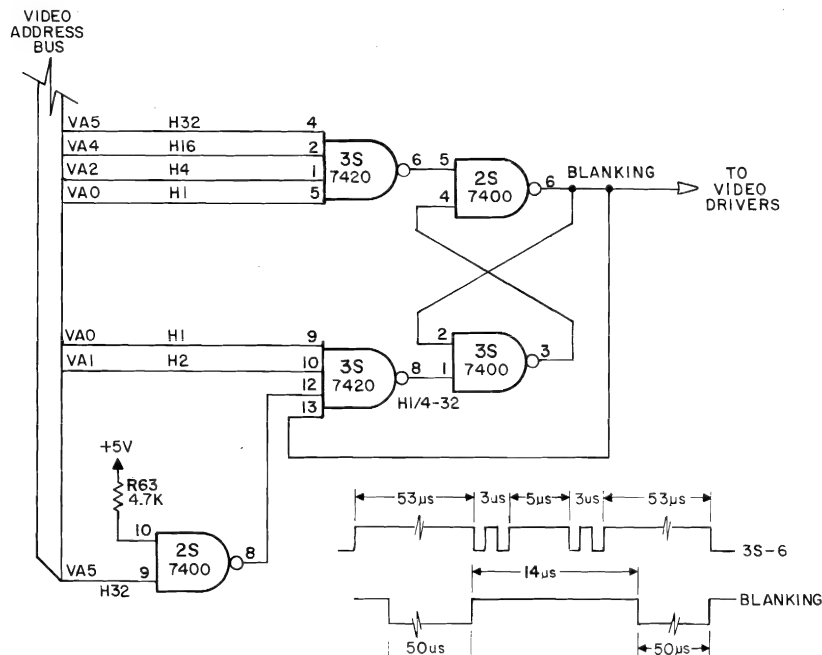 VIDEO
ADDRESS
BUS
VA5 H32 4
VA4 H16 2
VA2 H4 1
VA0 H1 5
3S
7420
6 5
4
2S
7400
6
BLANKING
TO
VIDEO
DRIVERS
VA0 H1 9
VA1 H2 10
12
13
3S
7420
8 1
2
H1/4-32
3S
7400
3
+5V
R63
4.7K
10
VA5 9
H32
2S
7400
8
53µs 3us 5µs 3us 53µs
3S-6
14µs
BLANKING
50us 50µs